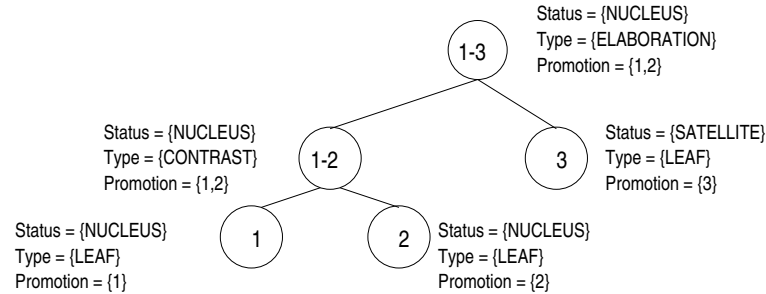 Status = {NUCLEUS}
Type = {ELABORATION}
Promotion = {1,2}
1-3
Status = {NUCLEUS}
Type = {CONTRAST}
Promotion = {1,2}
1-2
3
Status = {SATELLITE}
Type = {LEAF}
Promotion = {3}
Status = {NUCLEUS}
Type = {LEAF}
Promotion = {1}
1
2
Status = {NUCLEUS}
Type = {LEAF}
Promotion = {2}